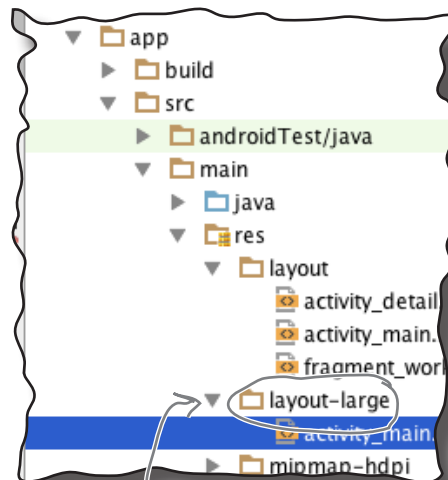 app
build
src
androidTest/java
main
java
res
layout
activity_detail
activity_main.
fragment_work
layout-large
activity_main.
mipmap-hdpi